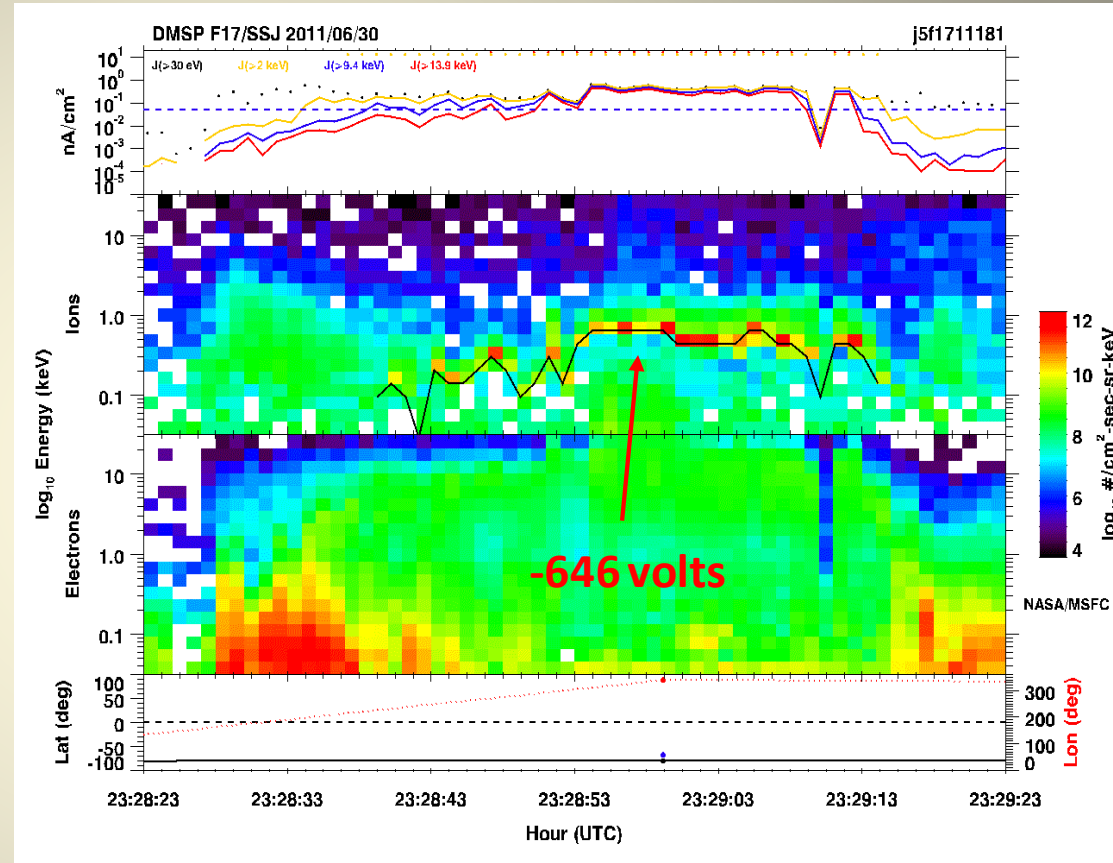 DMSP F17/SSJ 2011/06/30
j5f1711181
J(>30 eV) J(>2 keV) J(>9.4 keV) J(>13.9 keV)
nA/cm²
10¹
10⁰
10⁻¹
10⁻²
10⁻³
10⁻⁴
10⁻⁵
log₁₀ Energy (keV)
Ions
10
1.0
0.1
Electrons
10
1.0
0.1
-646 volts
12
10
8
6
4
#/cm²-sec-sr-keV
NASA/MSFC
Lat (deg)
100
50
0
-50
-100
300
200
100
0
Lon (deg)
23:28:23 23:28:33 23:28:43 23:28:53 23:29:03 23:29:13 23:29:23
Hour (UTC)